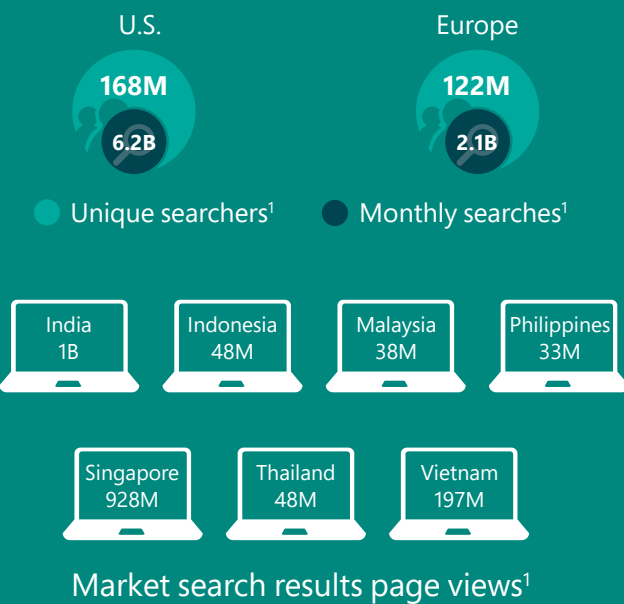 U.S. Europe
168M 122M
6.2B 2.1B
Unique searchers¹ Monthly searches¹
India Indonesia Malaysia Philippines
1B 48M 38M 33M
Singapore Thailand Vietnam
928M 48M 197M
Market search results page views¹